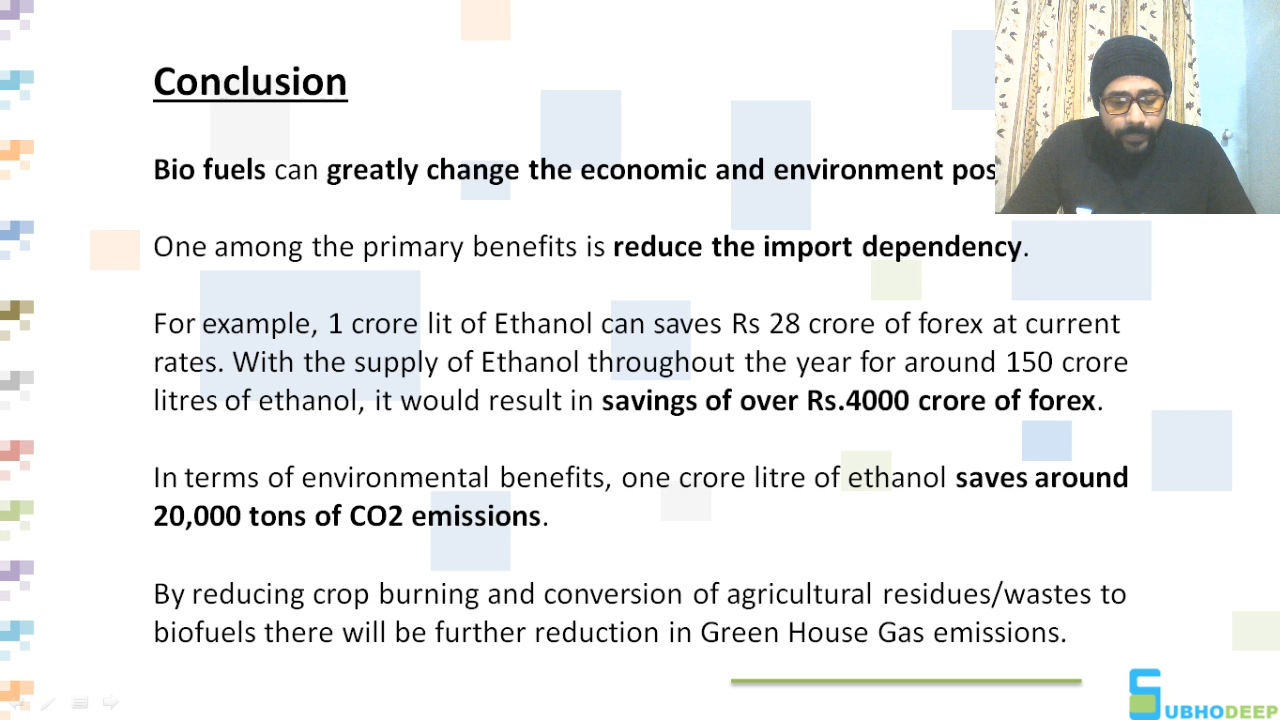 Conclusion
Bio fuels can greatly change the economic and environment
One among the primary benefits is reduce the import dependency.
For example, 1 crore lit of Ethanol can saves Rs 28 crore of forex at current
rates. With the supply of Ethanol throughout the year for around 150 crore
litres of ethanol, it would result in savings of over Rs.4000 crore of forex.
In terms of environmental benefits, one crore litre of ethanol saves around
20,000 tons of CO2 emissions.
By reducing crop burning and conversion of agricultural residues/wastes to
biofuels there will be further reduction in Green House Gas emissions.
SUBHODEEP